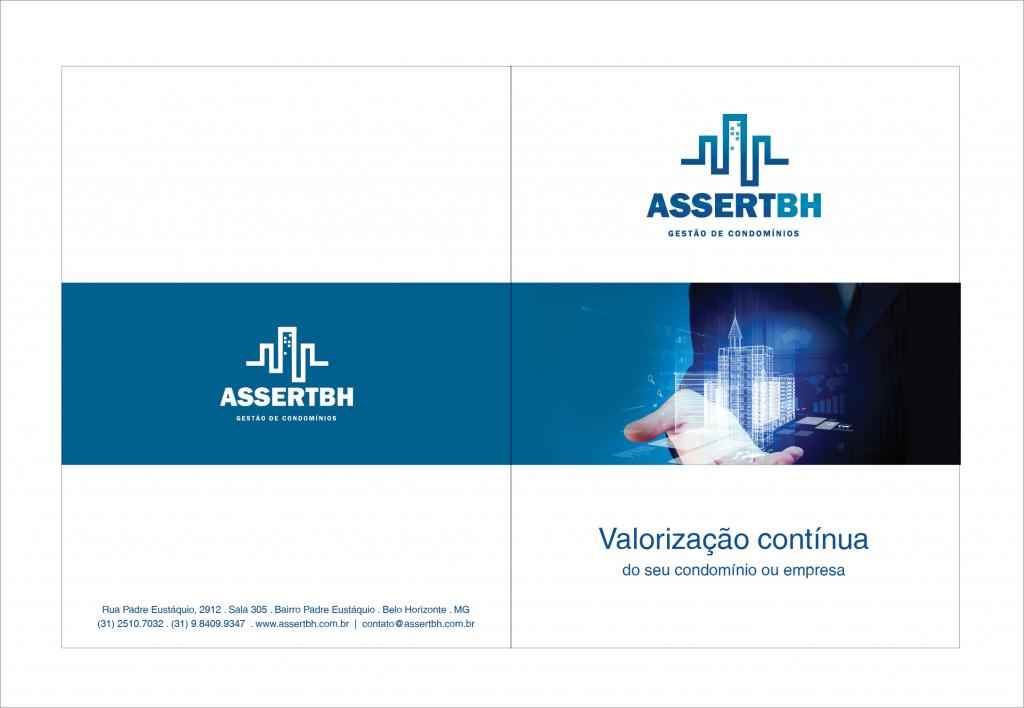 ASSERTBH
GESTÃO DE CONDOMÍNIOS
Rua Padre Eustáquio, 2912 . Sala 305 . Bairro Padre Eustáquio . Belo Horizonte . MG
(31) 2510.7032 . (31) 9.8409.9347 . www.assertbh.com.br | contato@assertbh.com.br
ASSERTBH
GESTÃO DE CONDOMÍNIOS
Valorização contínua
do seu condomínio ou empresa